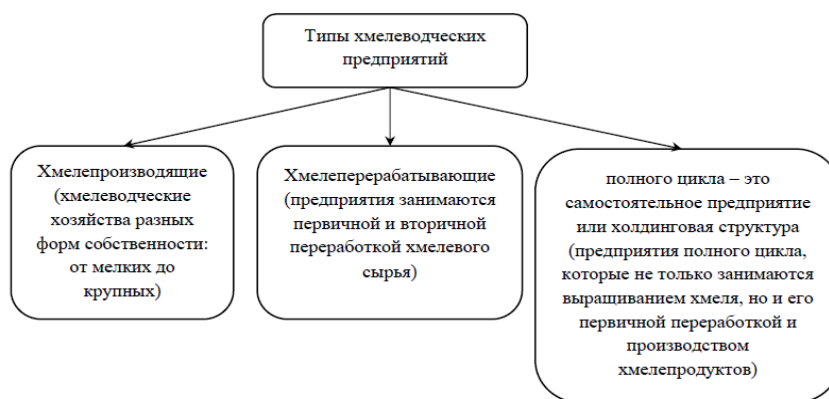 Типы хмелеводческих
предприятий
Хмелепроизводящие
(хмелеводческие
хозяйства разных
форм собственности:
от мелких до
крупных)
Хмелеперерабатывающие
(предприятия занимаются
первичной и вторичной
переработкой хмелевого
сырья)
полного цикла – это
самостоятельное предприятие
или холдинговая структура
(предприятия полного цикла,
которые не только занимаются
выращиванием хмеля, но и его
первичной переработкой и
производством
хмелепродуктов)